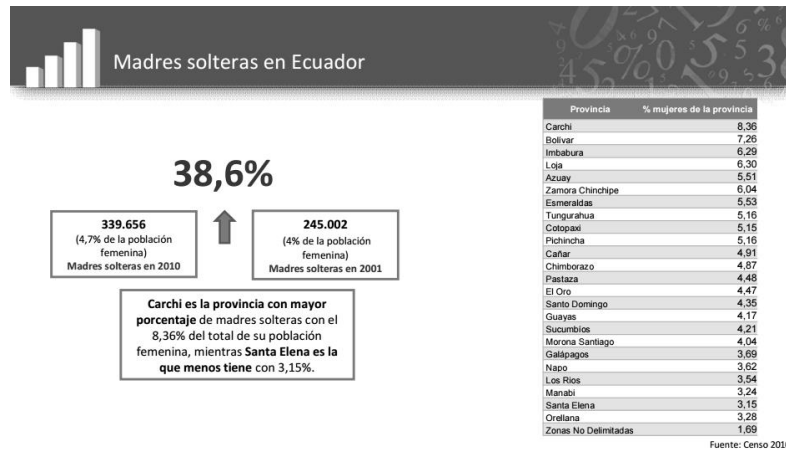 Madres solteras en Ecuador
38,6%
339.656
(4,7% de la población
femenina)
Madres solteras en 2010
245.002
(4% de la población
femenina)
Madres solteras en 2001
Carchi es la provincia con mayor
porcentaje de madres solteras con el
8,36% del total de su población
femenina, mientras Santa Elena es la
que menos tiene con 3,15%.
Provincia % mujeres de la provincia
Carchi 8,36
Bolivar 7,26
Imbabura 6,29
Loja 6,30
Azuay 5,51
Zamora Chinchipe 6,04
Esmeraldas 5,53
Tungurahua 5,16
Cotopaxi 5,15
Pichincha 5,16
Cañar 4,91
Chimborazo 4,87
Pastaza 4,48
El Oro 4,47
Santo Domingo 4,35
Guayas 4,17
Sucumbíos 4,21
Morona Santiago 4,04
Galápagos 3,69
Napo 3,62
Los Rios 3,54
Manabi 3,24
Santa Elena 3,15
Orellana 3,28
Zonas No Delimitadas 1,69
Fuente: Censo 2010